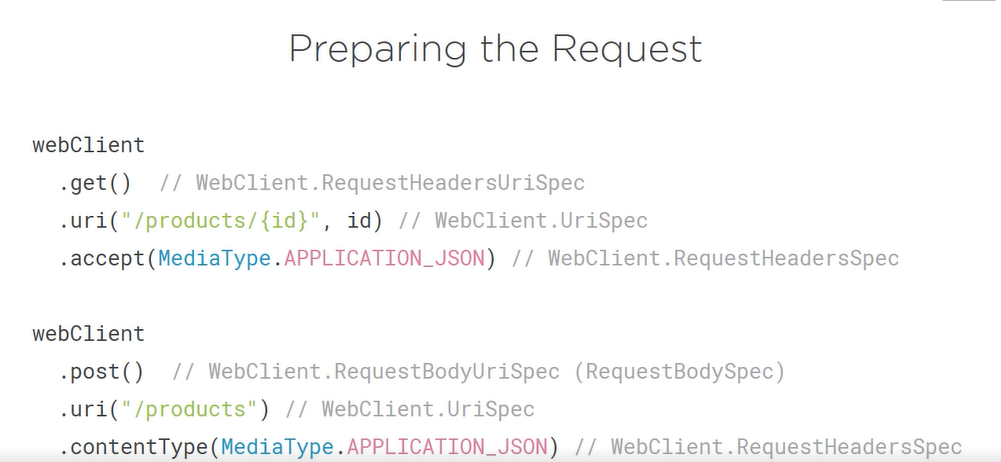 Preparing the Request
webClient
.get() // WebClient.RequestHeadersUriSpec
.uri("/products/{id}", id) // WebClient.UriSpec
.accept(MediaType.APPLICATION_JSON) // WebClient.RequestHeadersSpec
webClient
.post() // WebClient.RequestBodyUriSpec (RequestBodySpec)
.uri("/products") // WebClient.UriSpec
.contentType(MediaType.APPLICATION_JSON) // WebClient.RequestHeadersSpec